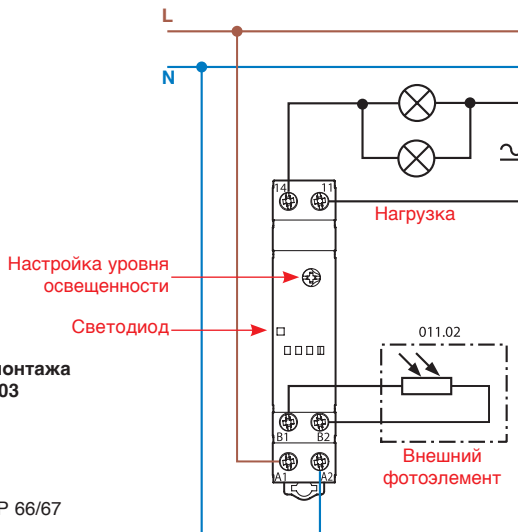 L
N
14
11
Нагрузка
Настройка уровня
освещенности
Светодиод
011.02
монтажа
03
B1
B2
Внешний
фотоэлемент
A1
A2
P 66/67